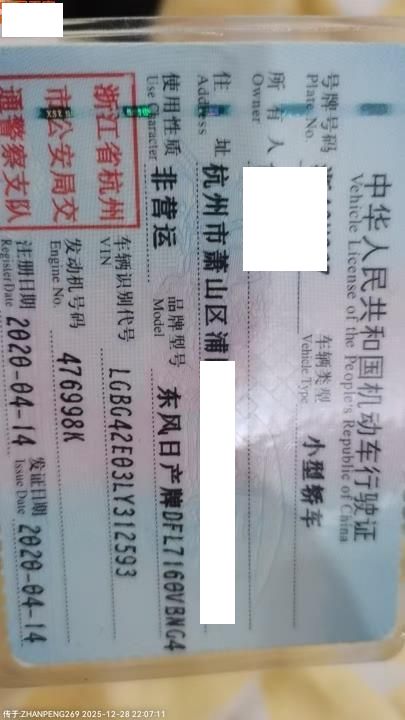 中华人民共和国机动车行驶证
Vehicle License of the People's Republic of China
号牌号码
Plate No.
车辆类型 小型轿车
Vehicle Type
所有人
Owner
住址 杭州市萧山区浦
Address
使用性质 非营运 品牌型号 东风日产牌DFL7160VBNG4
Use Character Model
浙江省杭州
市公安局交
通警察支队
车辆识别代号 LGBG42E03LY312593
VIN
发动机号码 476998K
Engine No.
注册日期 2020-04-14 发证日期 2020-04-14
Register Date Issue Date
传于:ZHANPENG269 2025-12-28 22:07:11